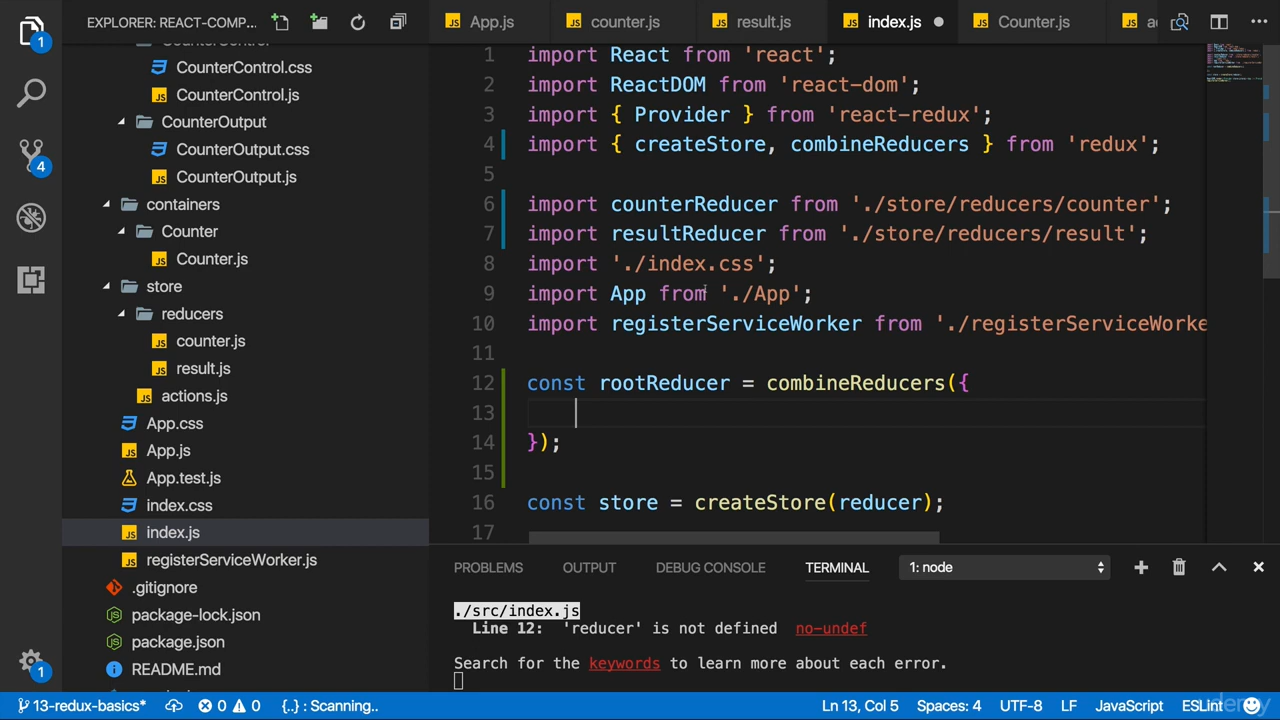 EXPLORER: REACT-COMP...
App.js
counter.js
result.js
index.js
Counter.js
1
CounterControl.css
CounterControl.js
CounterOutput
CounterOutput.css
CounterOutput.js
containers
Counter
Counter.js
store
reducers
counter.js
result.js
actions.js
App.css
App.js
App.test.js
index.css
index.js
registerServiceWorker.js
.gitignore
package-lock.json
package.json
README.md
4
1
1 import React from 'react';
2 import ReactDOM from 'react-dom';
3 import { Provider } from 'react-redux';
4 import { createStore, combineReducers } from 'redux';
5
6 import counterReducer from './store/reducers/counter';
7 import resultReducer from './store/reducers/result';
8 import './index.css';
9 import App from './App';
10 import registerServiceWorker from './registerServiceWorke
11
12 const rootReducer = combineReducers({
13
14 });
15
16 const store = createStore(reducer);
17
PROBLEMS OUTPUT DEBUG CONSOLE TERMINAL 1: node
./src/index.js
Line 12: 'reducer' is not defined no-undef
Search for the keywords to learn more about each error.
13-redux-basics* 0 0 {..} : Scanning.. Ln 13, Col 5 Spaces: 4 UTF-8 LF JavaScript ESLint
udemy